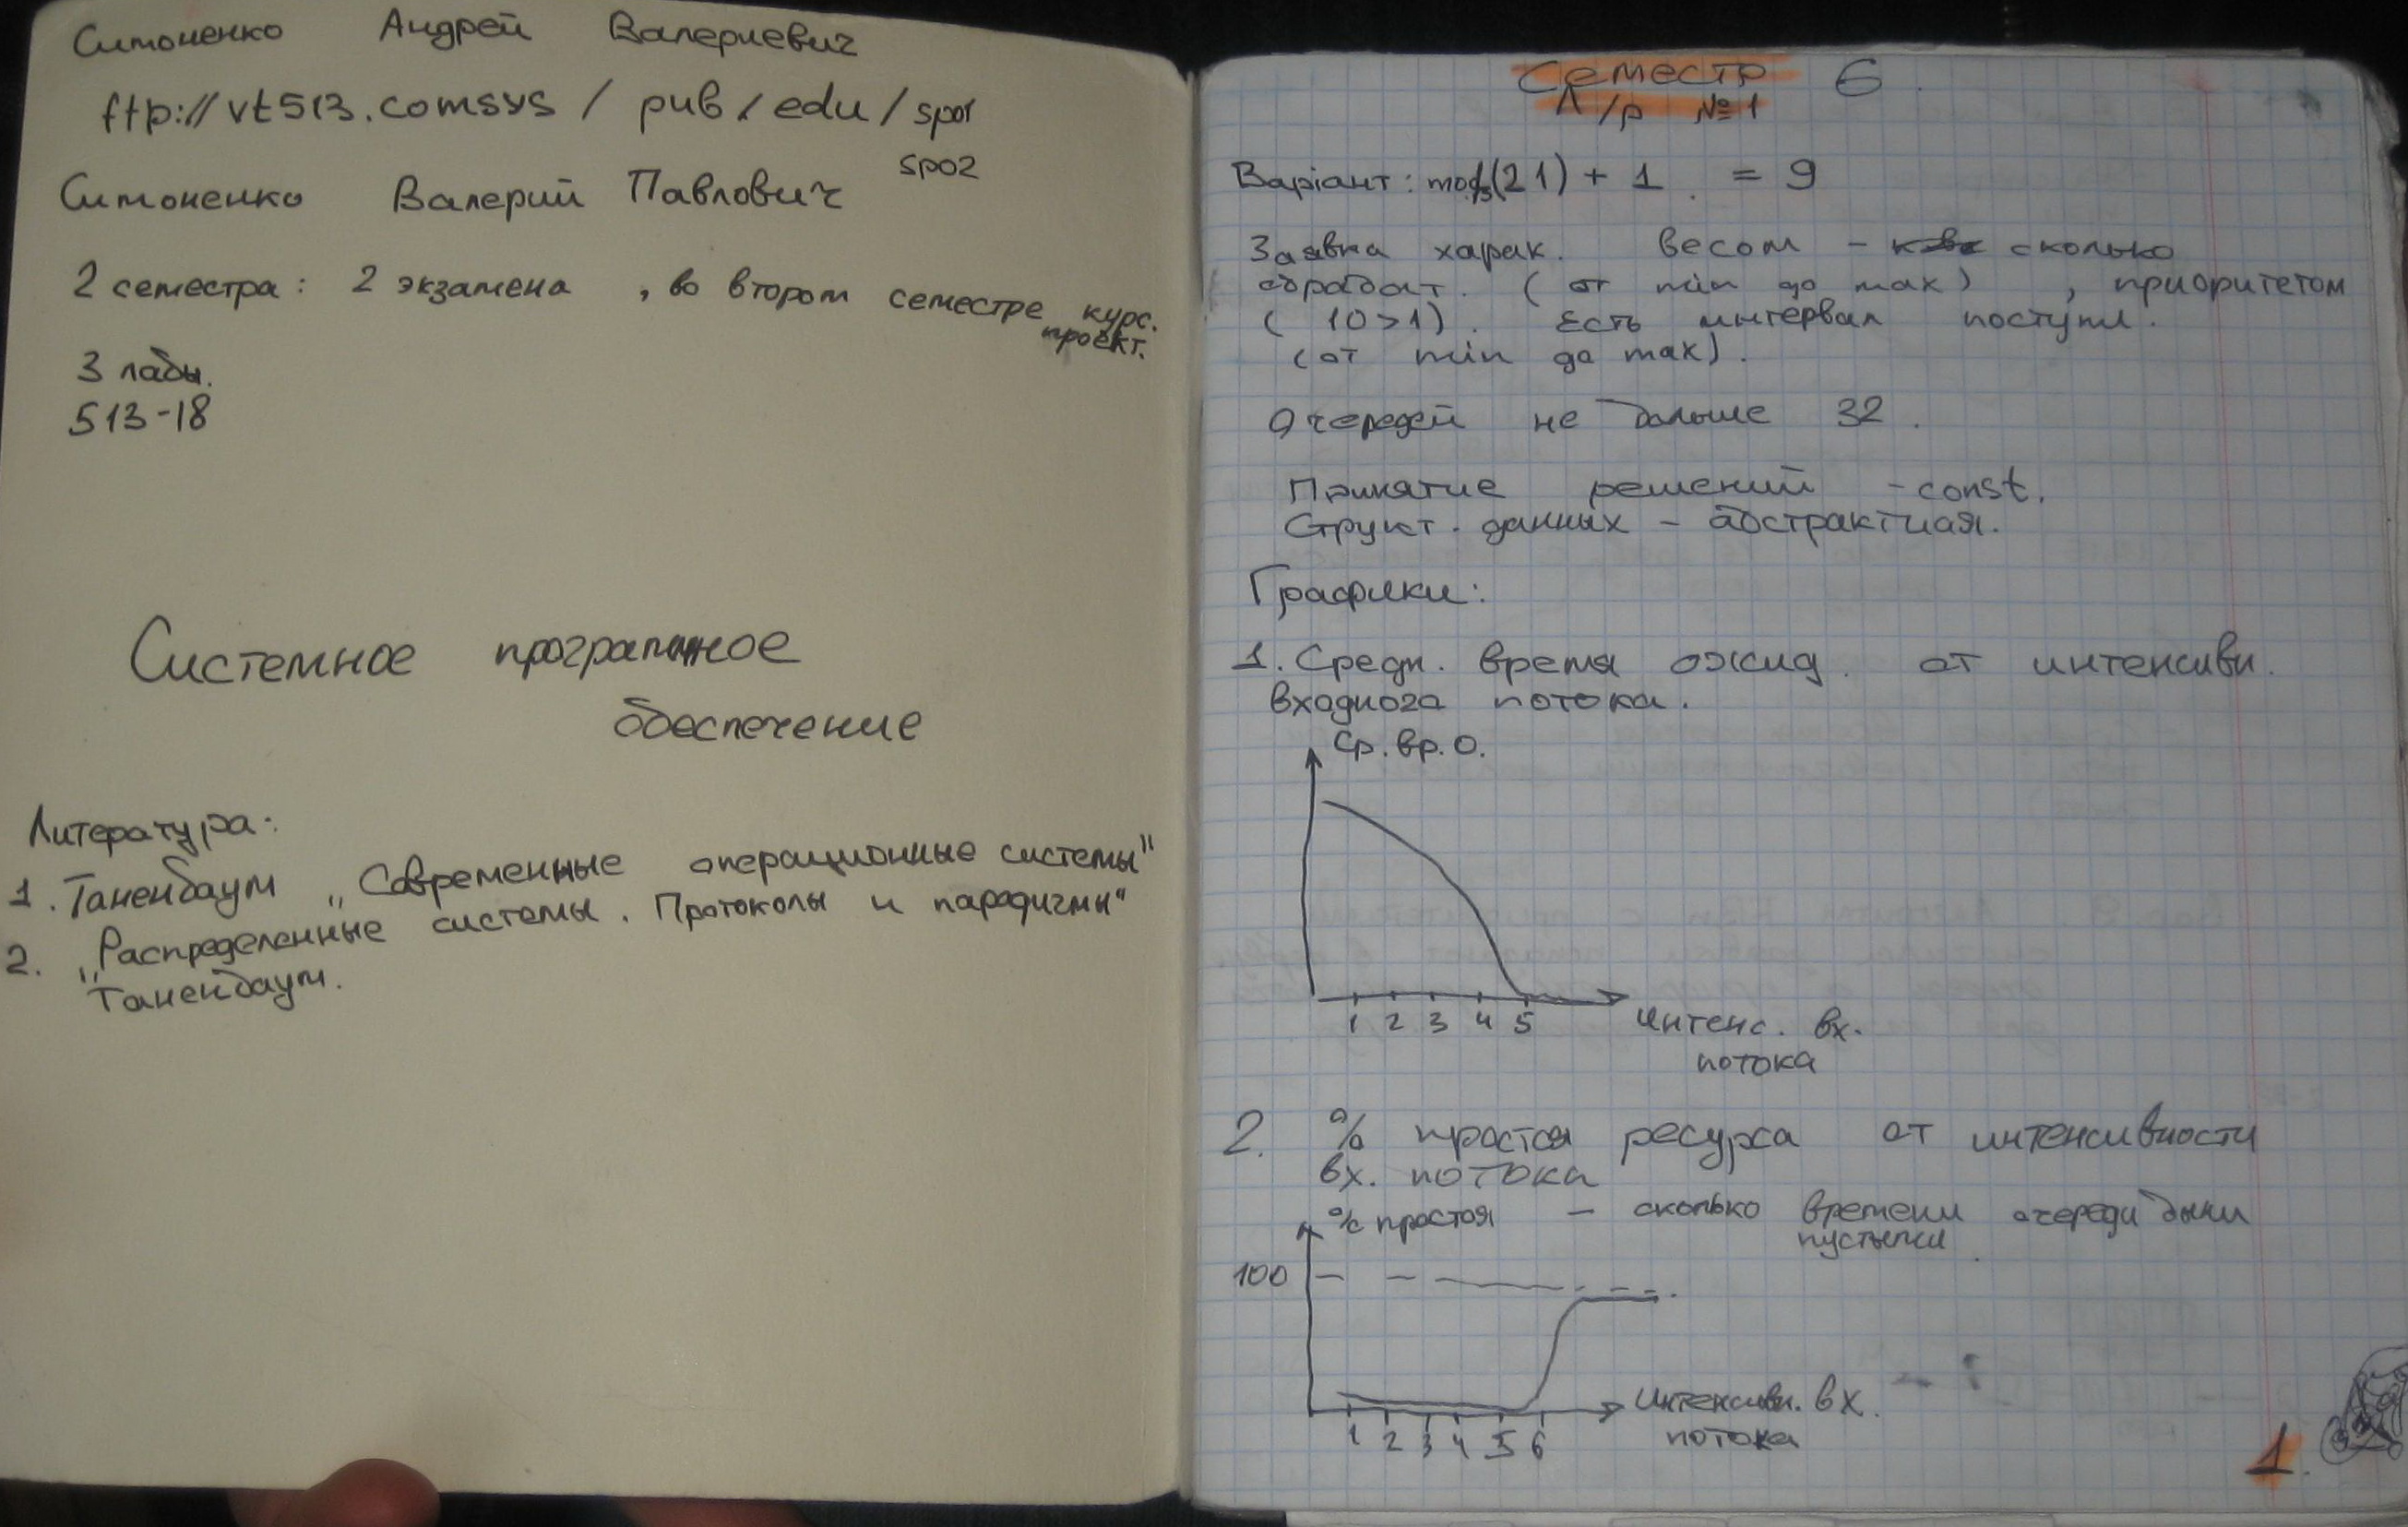 Симоненко Андрей Валериевич
ftp://vt513.comsys/pub/edu/spo1
spo2
Симоненко Валерий Павлович
2 семестра: 2 экзамена, во втором семестре курс.
проект.
3 лабы.
513-18
Системное програмное
обеспечение
Литература:
1. Таненбаум „Современные операционные системы"
2. „Распределенные системы. Протоколы и парадигмы"
Таненбаум.
Семестр 6
Л/р №1
Варіант: mod(21) + 1 = 9
Заявка харак. весом - сколько
обработ. (от min до max), приоритетом
(10>1). Есть интервал поступл.
(от min до max).
Очередей не больше 32.
Принятие решений - const.
Структ. данных - абстрактная.
Графики:
1. Средн. время ожид. от интенсивн.
входного потока.
Ср. вр. О.
1 2 3 4 5
Интенс. вх.
потока
2. % простоя ресурса от интенсивности
вх. потока
% простоя - сколько времени очереди были
пустыми
100
1 2 3 4 5 6
Интенсивн. вх.
потока
1.